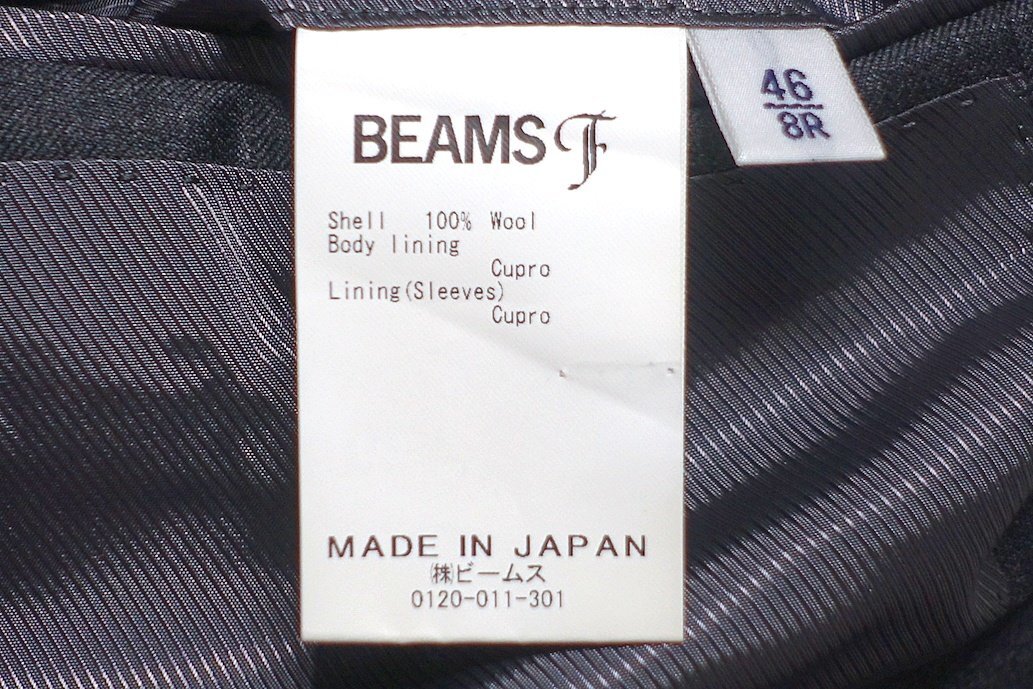 BEAMS F
Shell 100% Wool
Body lining
Cupro
Lining(Sleeves)
Cupro
MADE IN JAPAN
㈱ビームス
0120-011-301
46
8R